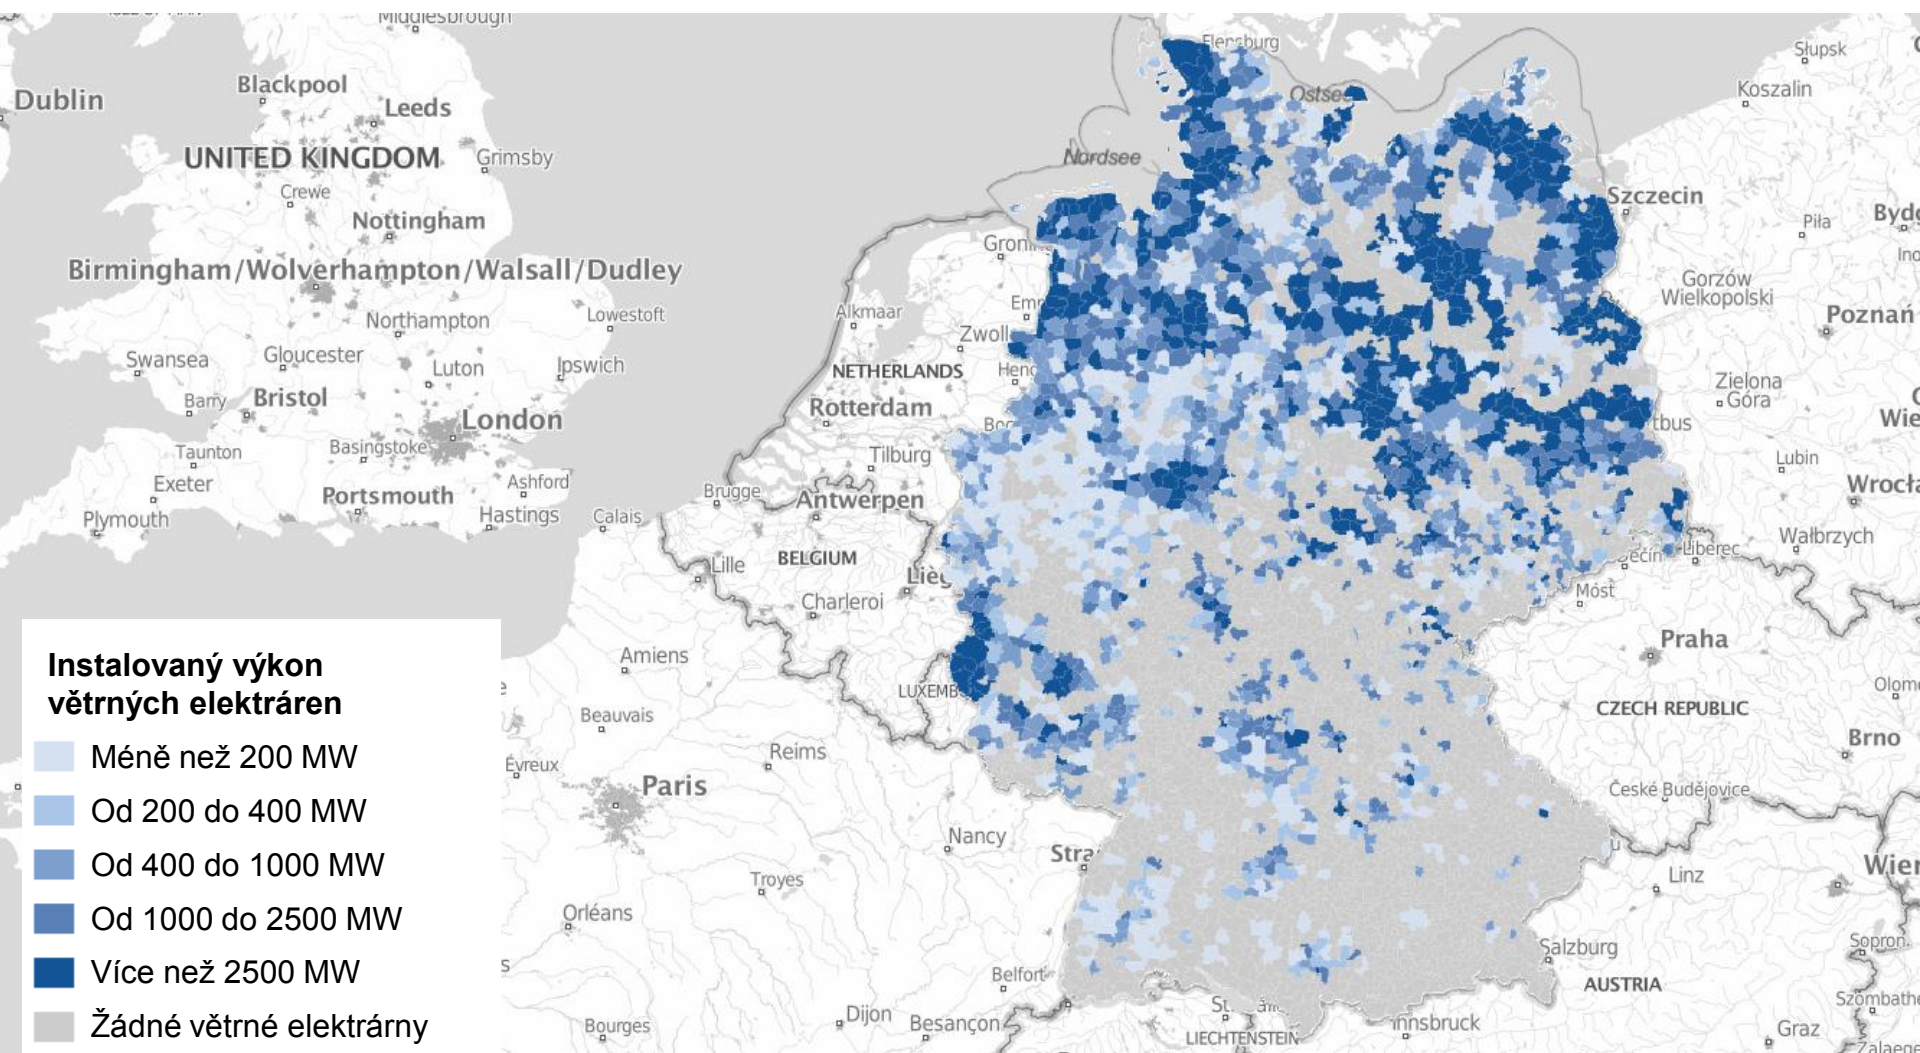 Middlesbrough
Flensburg
Słupsk
Blackpool
Koszalin
Ostsee
Dublin
Leeds
UNITED KINGDOM
Grimsby
Nordsee
Crewe
Szczecin
Nottingham
Piła
Gorzów
Wielkopolski
Birmingham/Wolverhampton/Walsall/Dudley
Alkmaar
Lowestoft
Northampton
Poznań
Swansea
Gloucester
Luton
Ipswich
NETHERLANDS
Zielona
Góra
Barry
Bristol
Rotterdam
London
Basingstoke
Taunton
Tilburg
Lubin
Exeter
Portsmouth
Ashford
Brugge
Antwerpen
Plymouth
Hastings
Calais
Wałbrzych
BELGIUM
Lille
Liberec
Charleroi
Most
Praha
Amiens
CZECH REPUBLIC
Beauvais
Reims
Brno
Évreux
Paris
České Budějovice
Nancy
Troyes
Linz
Orléans
Salzburg
Sopron
Belfort
AUSTRIA
Dijon
Besançon
Bourges
LIECHTENSTEIN
Graz
Instalovaný výkon
větrných elektráren
Méně než 200 MW
Od 200 do 400 MW
Od 400 do 1000 MW
Od 1000 do 2500 MW
Více než 2500 MW
Žádné větrné elektrárny